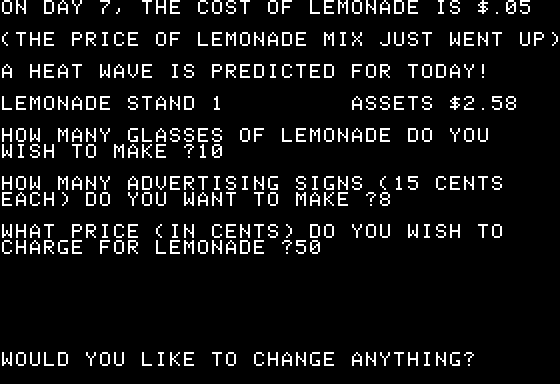 ON DAY 7, THE COST OF LEMONADE IS $.05
(THE PRICE OF LEMONADE MIX JUST WENT UP)
A HEAT WAVE IS PREDICTED FOR TODAY!
LEMONADE STAND 1 ASSETS $2.58
HOW MANY GLASSES OF LEMONADE DO YOU
WISH TO MAKE ?10
HOW MANY ADVERTISING SIGNS (15 CENTS
EACH) DO YOU WANT TO MAKE ?8
WHAT PRICE (IN CENTS) DO YOU WISH TO
CHARGE FOR LEMONADE ?50
WOULD YOU LIKE TO CHANGE ANYTHING?